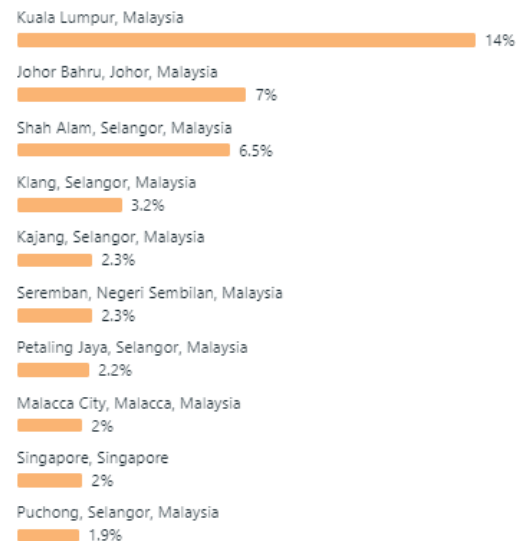 Kuala Lumpur, Malaysia
14%
Johor Bahru, Johor, Malaysia
7%
Shah Alam, Selangor, Malaysia
6.5%
Klang, Selangor, Malaysia
3.2%
Kajang, Selangor, Malaysia
2.3%
Seremban, Negeri Sembilan, Malaysia
2.3%
Petaling Jaya, Selangor, Malaysia
2.2%
Malacca City, Malacca, Malaysia
2%
Singapore, Singapore
2%
Puchong, Selangor, Malaysia
1.9%